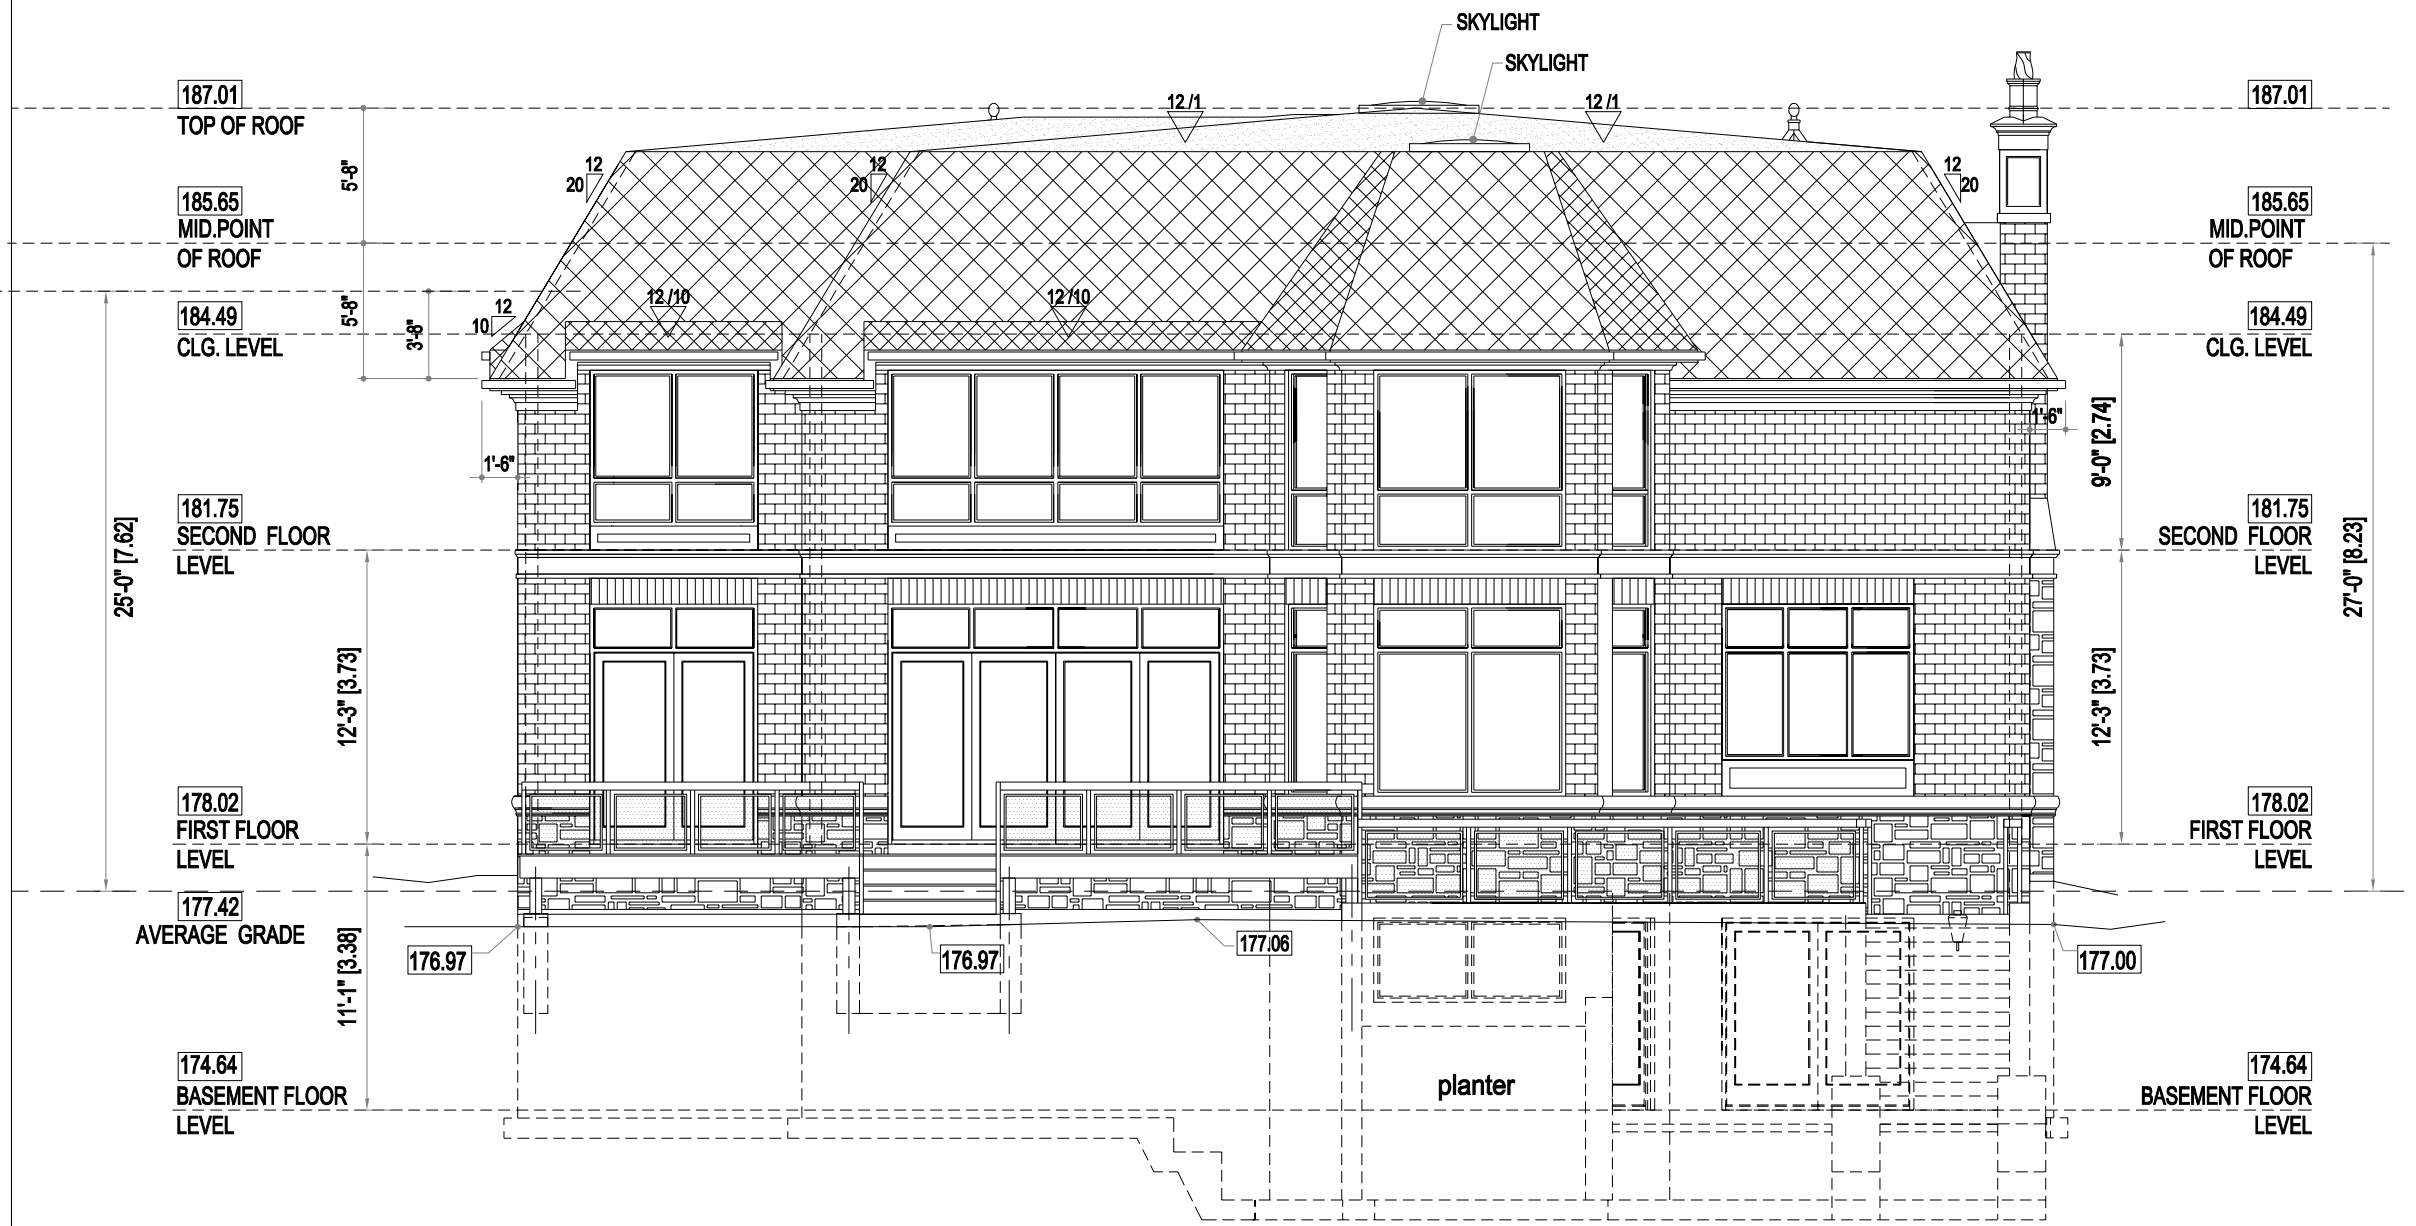 SKYLIGHT
SKYLIGHT
187.01
TOP OF ROOF
12 /1
12 /1
187.01
5'-8"
12
20
12
20
12
20
185.65
MID.POINT
OF ROOF
185.65
MID.POINT
OF ROOF
5'-8"
3'-8"
12
10
12 /10
12 /10
184.49
CLG. LEVEL
184.49
CLG. LEVEL
1'-6"
1'-6"
9'-0" [2.74]
181.75
SECOND FLOOR
LEVEL
181.75
SECOND FLOOR
LEVEL
25'-0" [7.62]
27'-0" [8.23]
12'-3" [3.73]
12'-3" [3.73]
178.02
FIRST FLOOR
LEVEL
178.02
FIRST FLOOR
LEVEL
177.42
AVERAGE GRADE
176.97
176.97
177.06
177.00
11'-1" [3.38]
174.64
BASEMENT FLOOR
LEVEL
planter
174.64
BASEMENT FLOOR
LEVEL